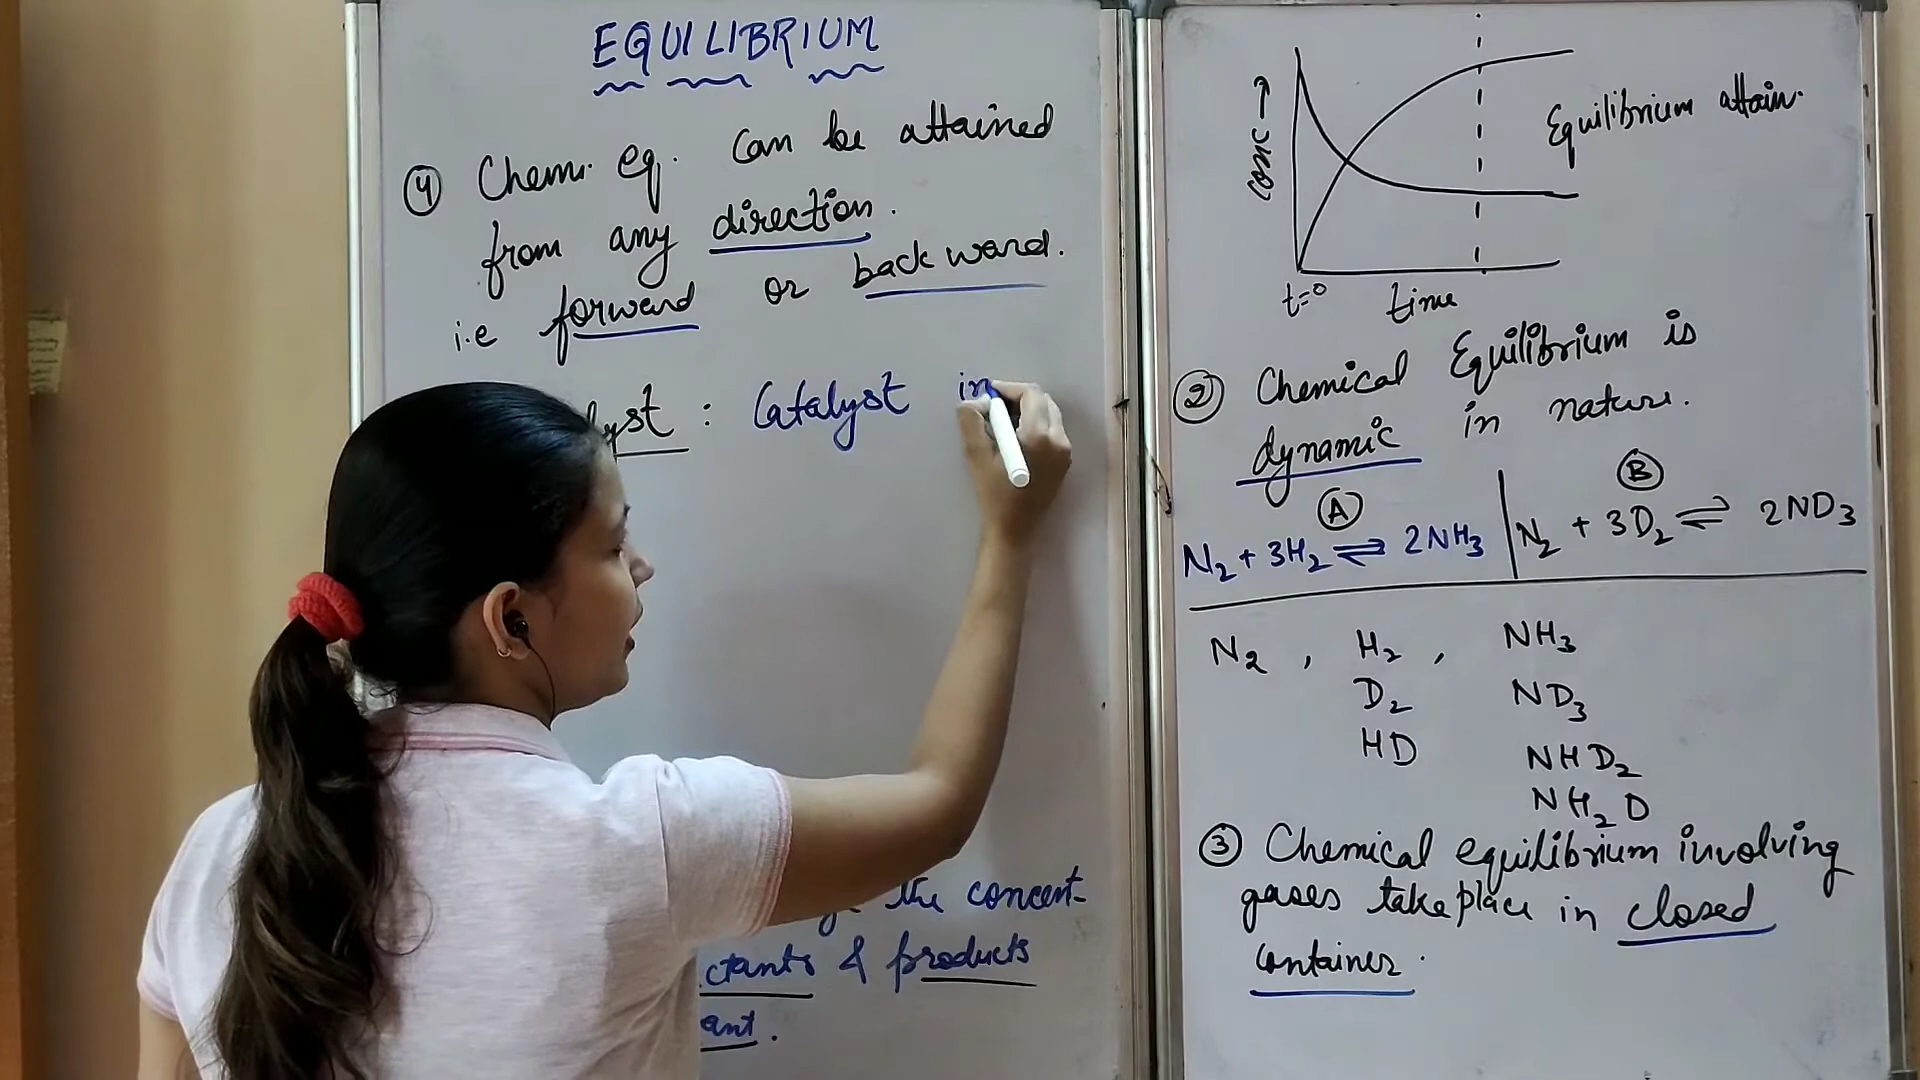 EQUILIBRIUM
④ Chem. eq. can be attained
from any direction.
i.e forward or backward.
: Catalyst in
the concent-
& products
conc →
Equilibrium attain.
t=0 time
② Chemical Equilibrium is
dynamic in nature.
Ⓐ Ⓑ
N₂ + 3H₂ ⇌ 2NH₃ | N₂ + 3D₂ ⇌ 2ND₃
N₂ , H₂ , NH₃
D₂ ND₃
HD NHD₂
NH₂D
③ Chemical equilibrium involving
gases take place in closed
container.